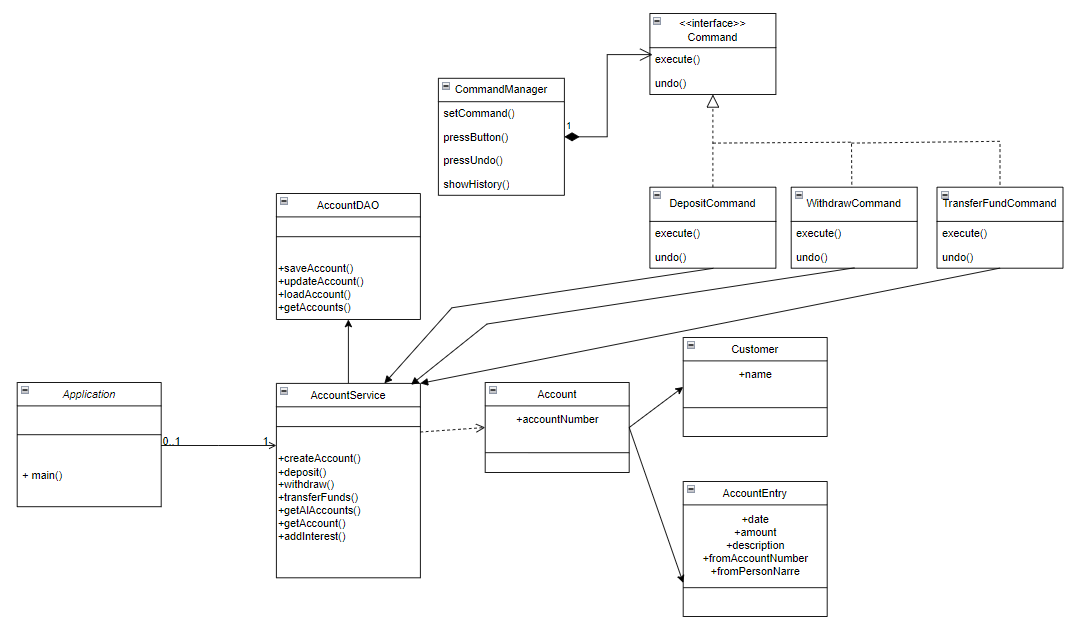 <<interface>>
Command
execute()
undo()
CommandManager
setCommand()
pressButton()
pressUndo()
showHistory()
1
DepositCommand
execute()
undo()
WithdrawCommand
execute()
undo()
TransferFundCommand
execute()
undo()
AccountDAO
+saveAccount()
+updateAccount()
+loadAccount()
+getAccounts()
Application
+ main()
0..1
1
AccountService
+createAccount()
+deposit()
+withdraw()
+transferFunds()
+getAlAccounts()
+getAccount()
+addInterest()
Account
+accountNumber
Customer
+name
AccountEntry
+date
+amount
+description
+fromAccountNumber
+fromPersonNarre